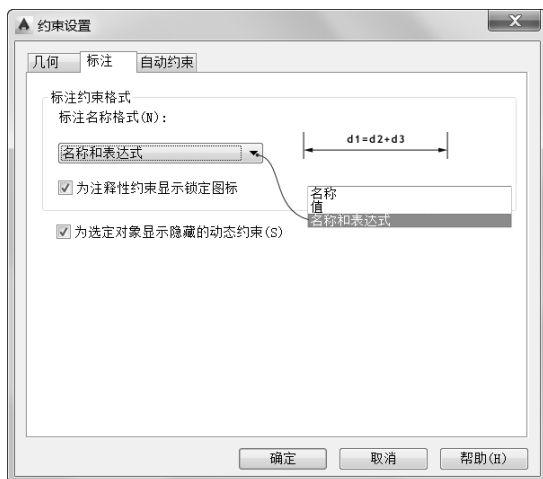 约束设置
几何 标注 自动约束
标注约束格式
标注名称格式(N):
名称和表达式
d1=d2+d3
为注释性约束显示锁定图标
名称
值
名称和表达式
为选定对象显示隐藏的动态约束(S)
确定 取消 帮助(H)